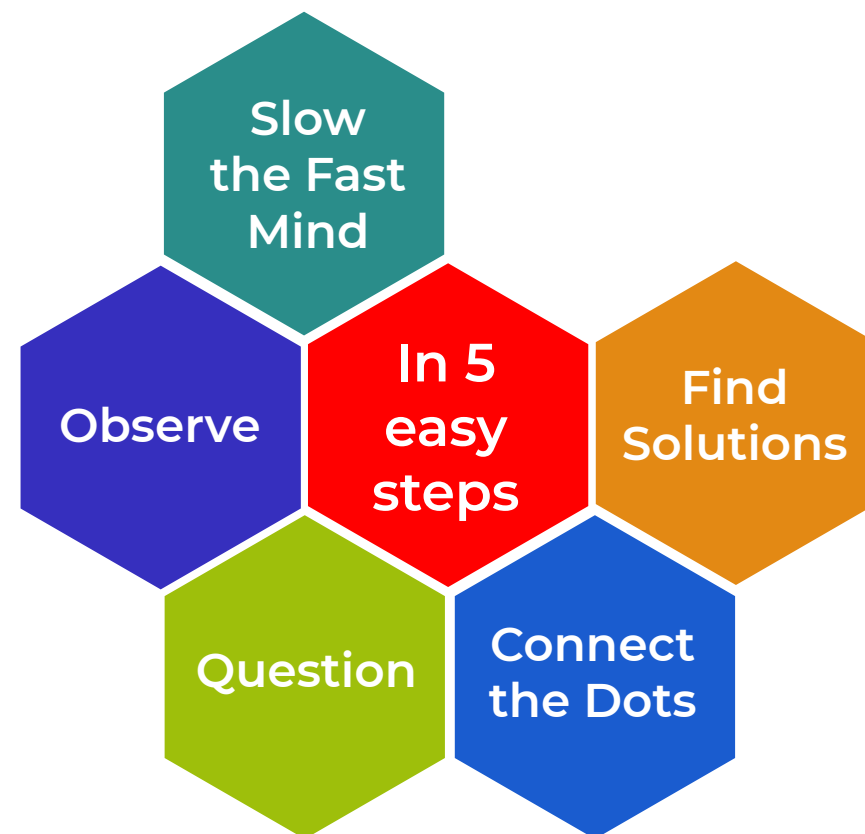 Slow
the Fast
Mind
Observe
In 5
easy
steps
Find
Solutions
Question
Connect
the Dots